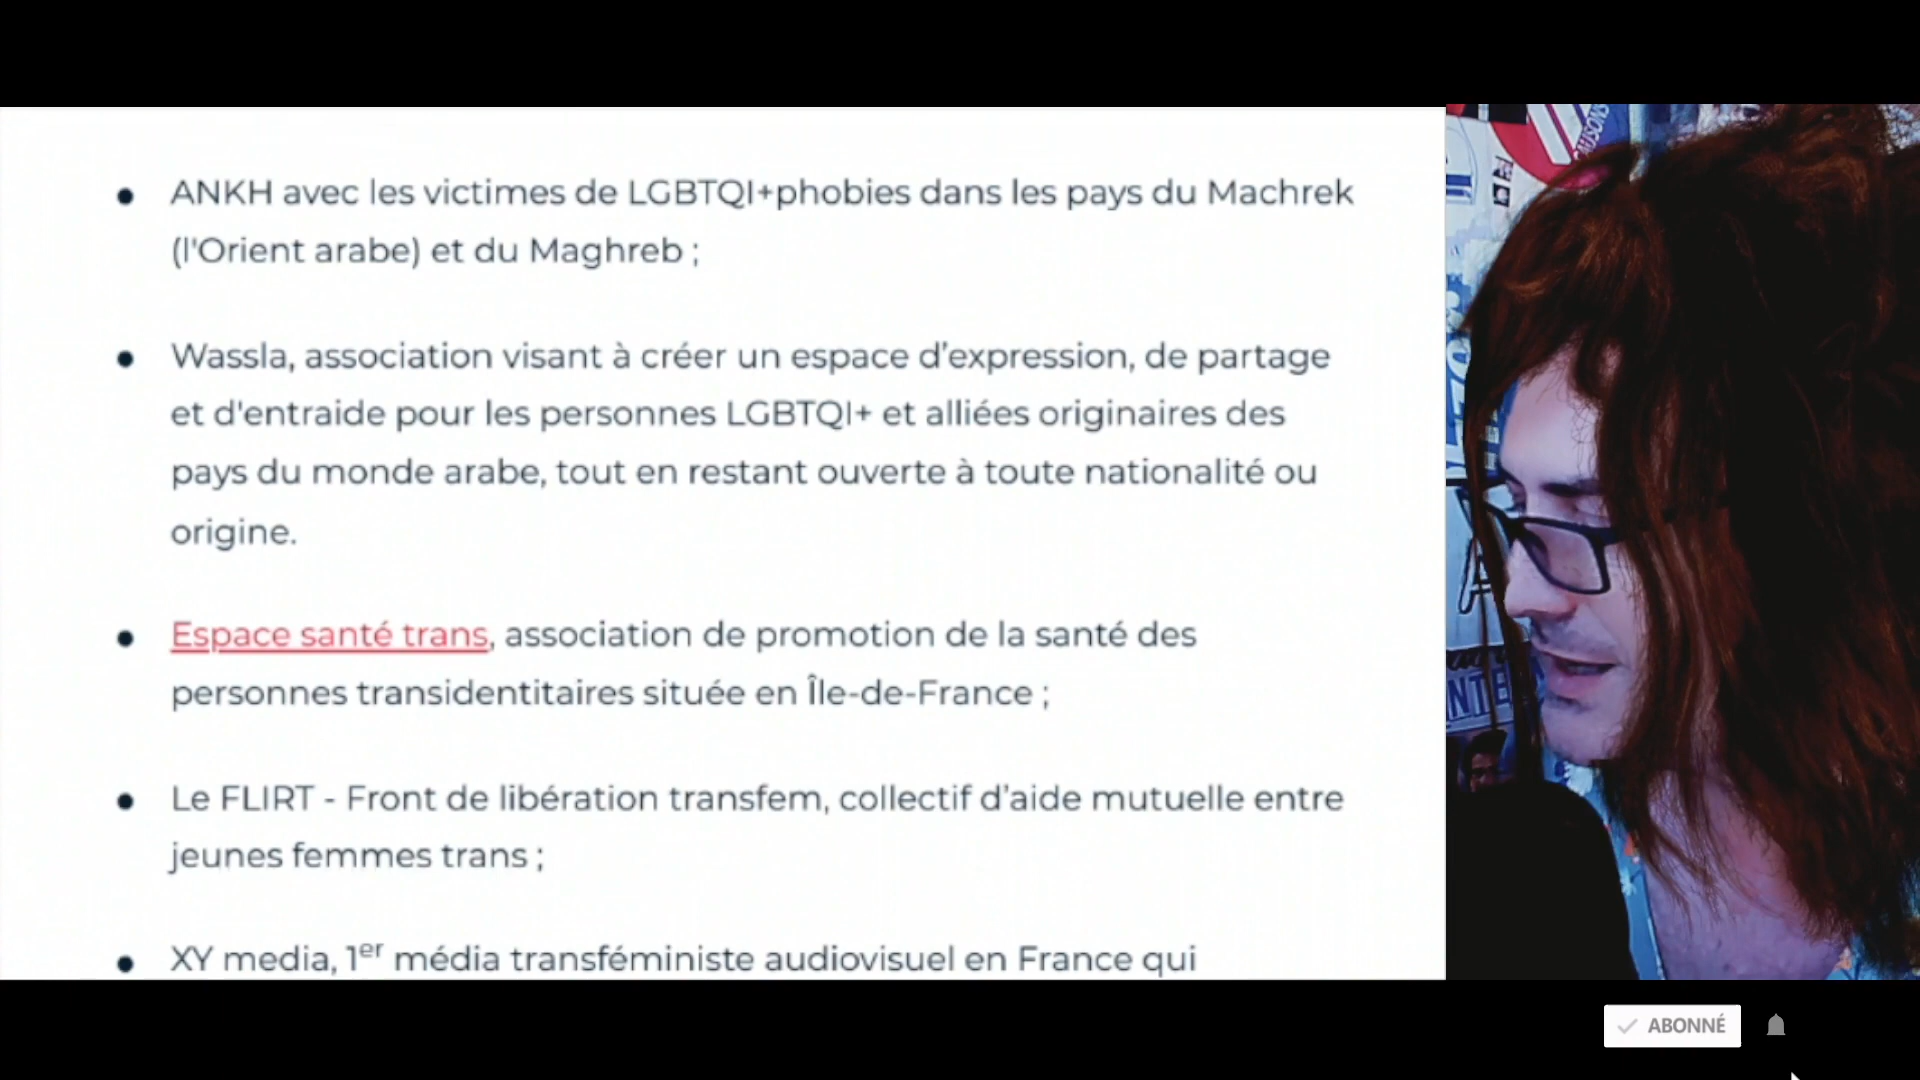 ANKH avec les victimes de LGBTQI+phobies dans les pays du Machrek
(l'Orient arabe) et du Maghreb ;
Wassla, association visant à créer un espace d’expression, de partage
et d'entraide pour les personnes LGBTQI+ et alliées originaires des
pays du monde arabe, tout en restant ouverte à toute nationalité ou
origine.
Espace santé trans, association de promotion de la santé des
personnes transidentitaires située en Île-de-France ;
Le FLIRT - Front de libération transfem, collectif d’aide mutuelle entre
jeunes femmes trans ;
XY media, 1er média transféministe audiovisuel en France qui
ABONNÉ